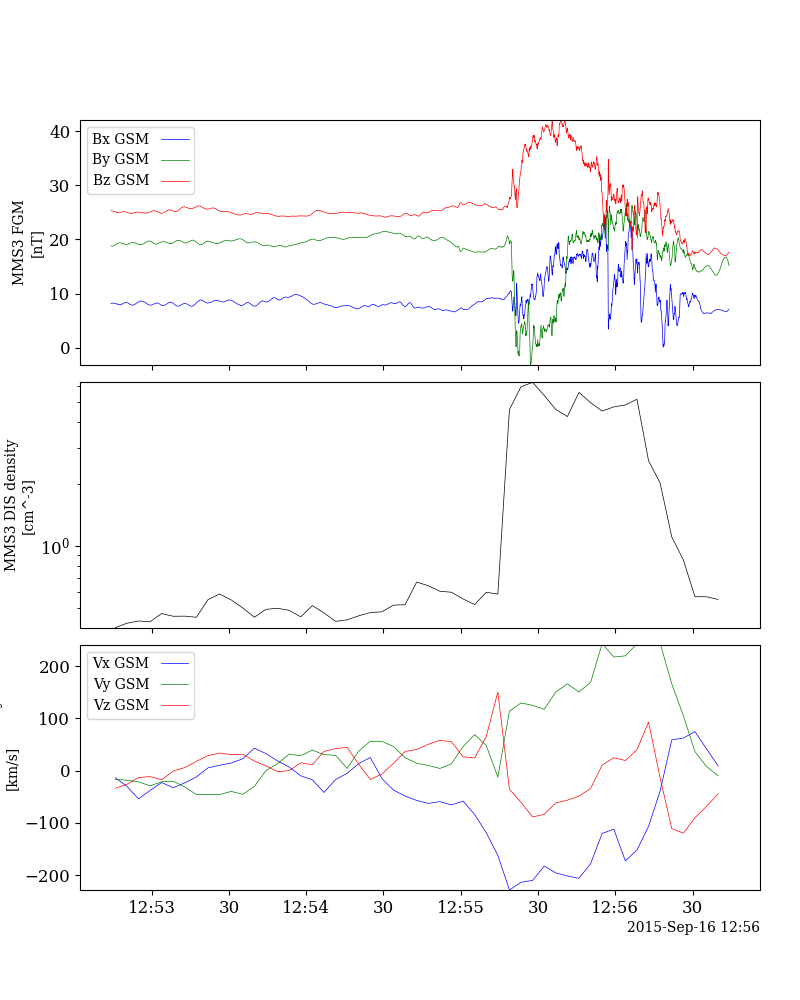 40
30
20
10
0
MMS3 FGM
[nT]
Bx GSM
By GSM
Bz GSM
10^0
MMS3 DIS density
[cm^-3]
200
100
0
−100
−200
[km/s]
Vx GSM
Vy GSM
Vz GSM
12:53 30 12:54 30 12:55 30 12:56 30
2015-Sep-16 12:56